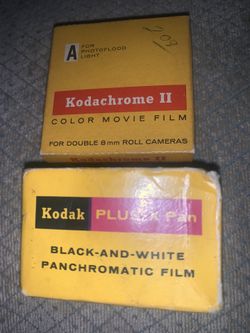 203
A FOR
PHOTOFLOOD
LIGHT
Kodachrome II
COLOR MOVIE FILM
FOR DOUBLE 8mm ROLL CAMERAS
Kodak PLUS-X Pan
BLACK-AND-WHITE
PANCHROMATIC FILM